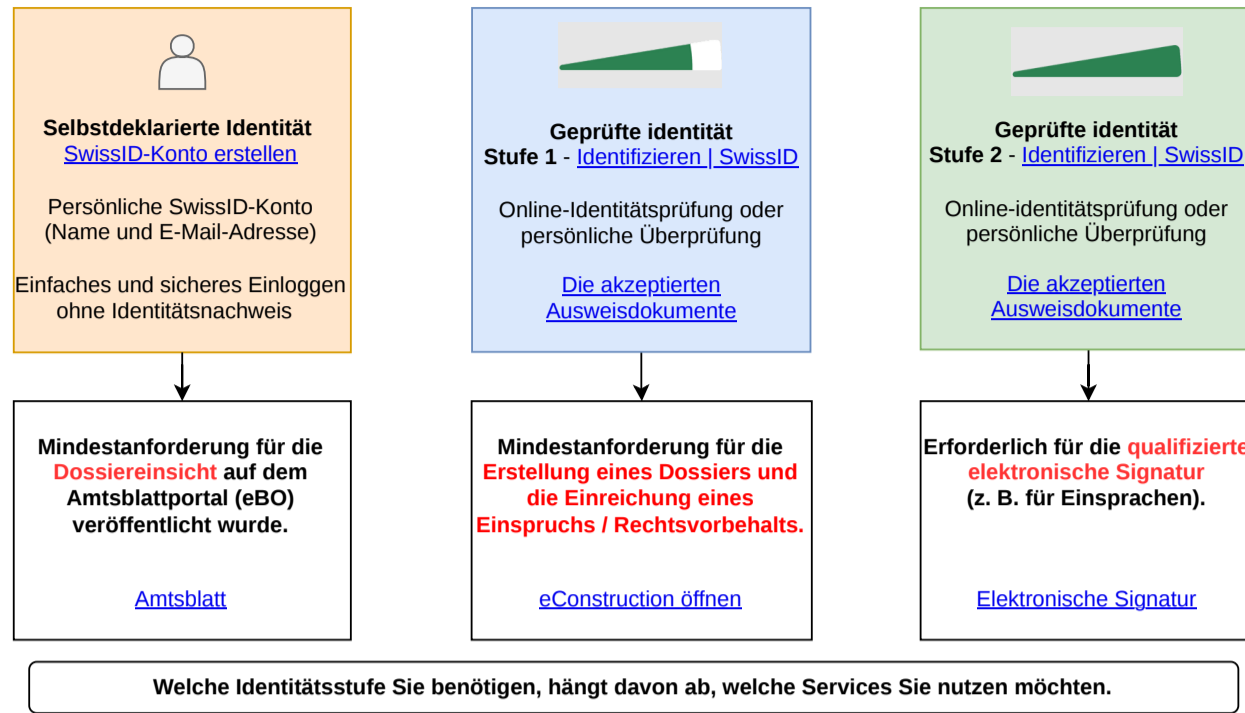 Selbstdeklarierte Identität
SwissID-Konto erstellen
Persönliche SwissID-Konto
(Name und E-Mail-Adresse)
Einfaches und sicheres Einloggen
ohne Identitätsnachweis
Geprüfte identität
Stufe 1 - Identifizieren | SwissID
Online-Identitätsprüfung oder
persönliche Überprüfung
Die akzeptierten
Ausweisdokumente
Geprüfte identität
Stufe 2 - Identifizieren | SwissID
Online-identitätsprüfung oder
persönliche Überprüfung
Die akzeptierten
Ausweisdokumente
Mindestanforderung für die
Dossiereinsicht auf dem
Amtsblattportal (eBO)
veröffentlicht wurde.
Amtsblatt
Mindestanforderung für die
Erstellung eines Dossiers und
die Einreichung eines
Einspruchs / Rechtsvorbehalts.
eConstruction öffnen
Erforderlich für die qualifizierte
elektronische Signatur
(z. B. für Einsprachen).
Elektronische Signatur
Welche Identitätsstufe Sie benötigen, hängt davon ab, welche Services Sie nutzen möchten.